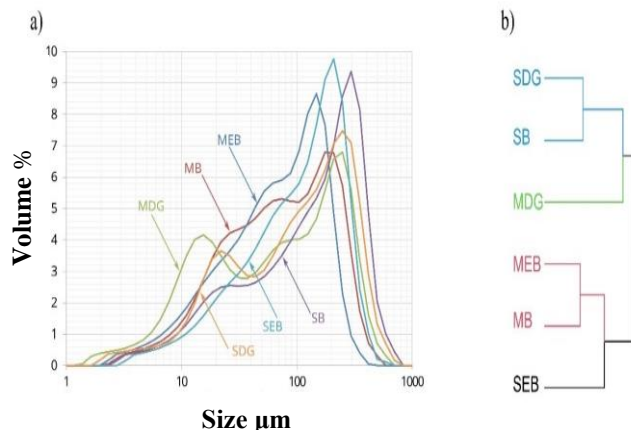 a)
b)
10
9
8
7
6
5
4
3
2
1
0
Volume %
MEB
MB
MDG
SDG
SEB
SB
1
10
100
1000
Size µm
SDG
SB
MDG
MEB
MB
SEB